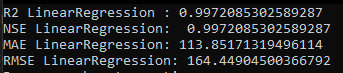 R2 LinearRegression : 0.9972085302589287
NSE LinearRegression:  0.9972085302589287
MAE LinearRegression: 113.85171319496114
RMSE LinearRegression: 164.44904500366792